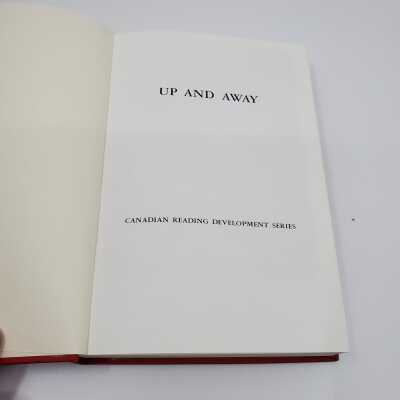 UP AND AWAY
CANADIAN READING DEVELOPMENT SERIES